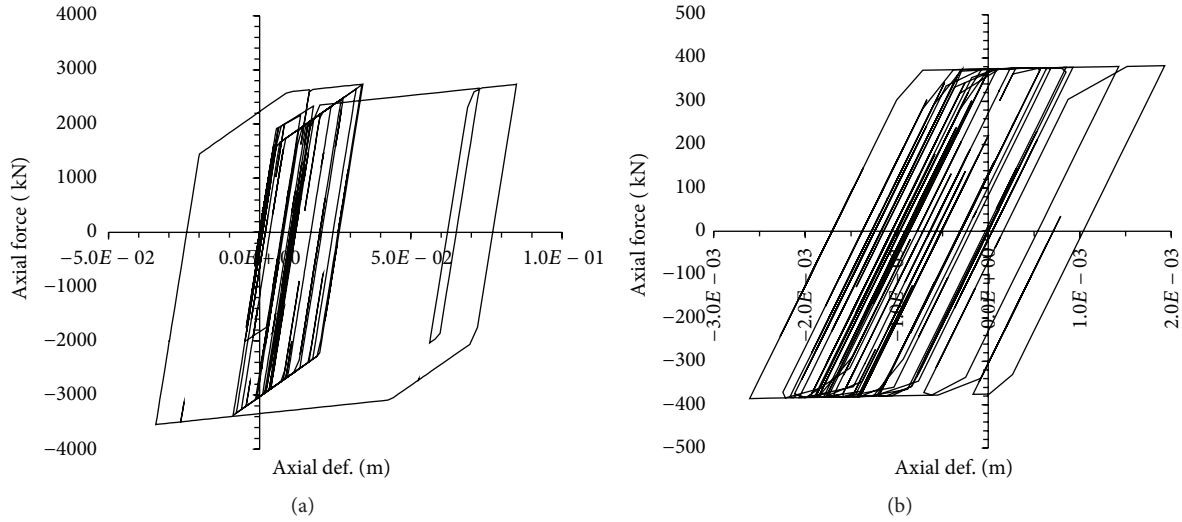 4000
3000
2000
1000
0
−1000
−2000
−3000
−4000
Axial force ( kN)
−5.0E − 02
0.0E + 00
5.0E − 02
1.0E − 01
Axial def. (m)
(a)
500
400
300
200
100
0
−100
−200
−300
−400
−500
Axial force ( kN)
−3.0E − 03
−2.0E − 03
−1.0E − 03
0.0E + 00
1.0E − 03
2.0E − 03
Axial def. (m)
(b)